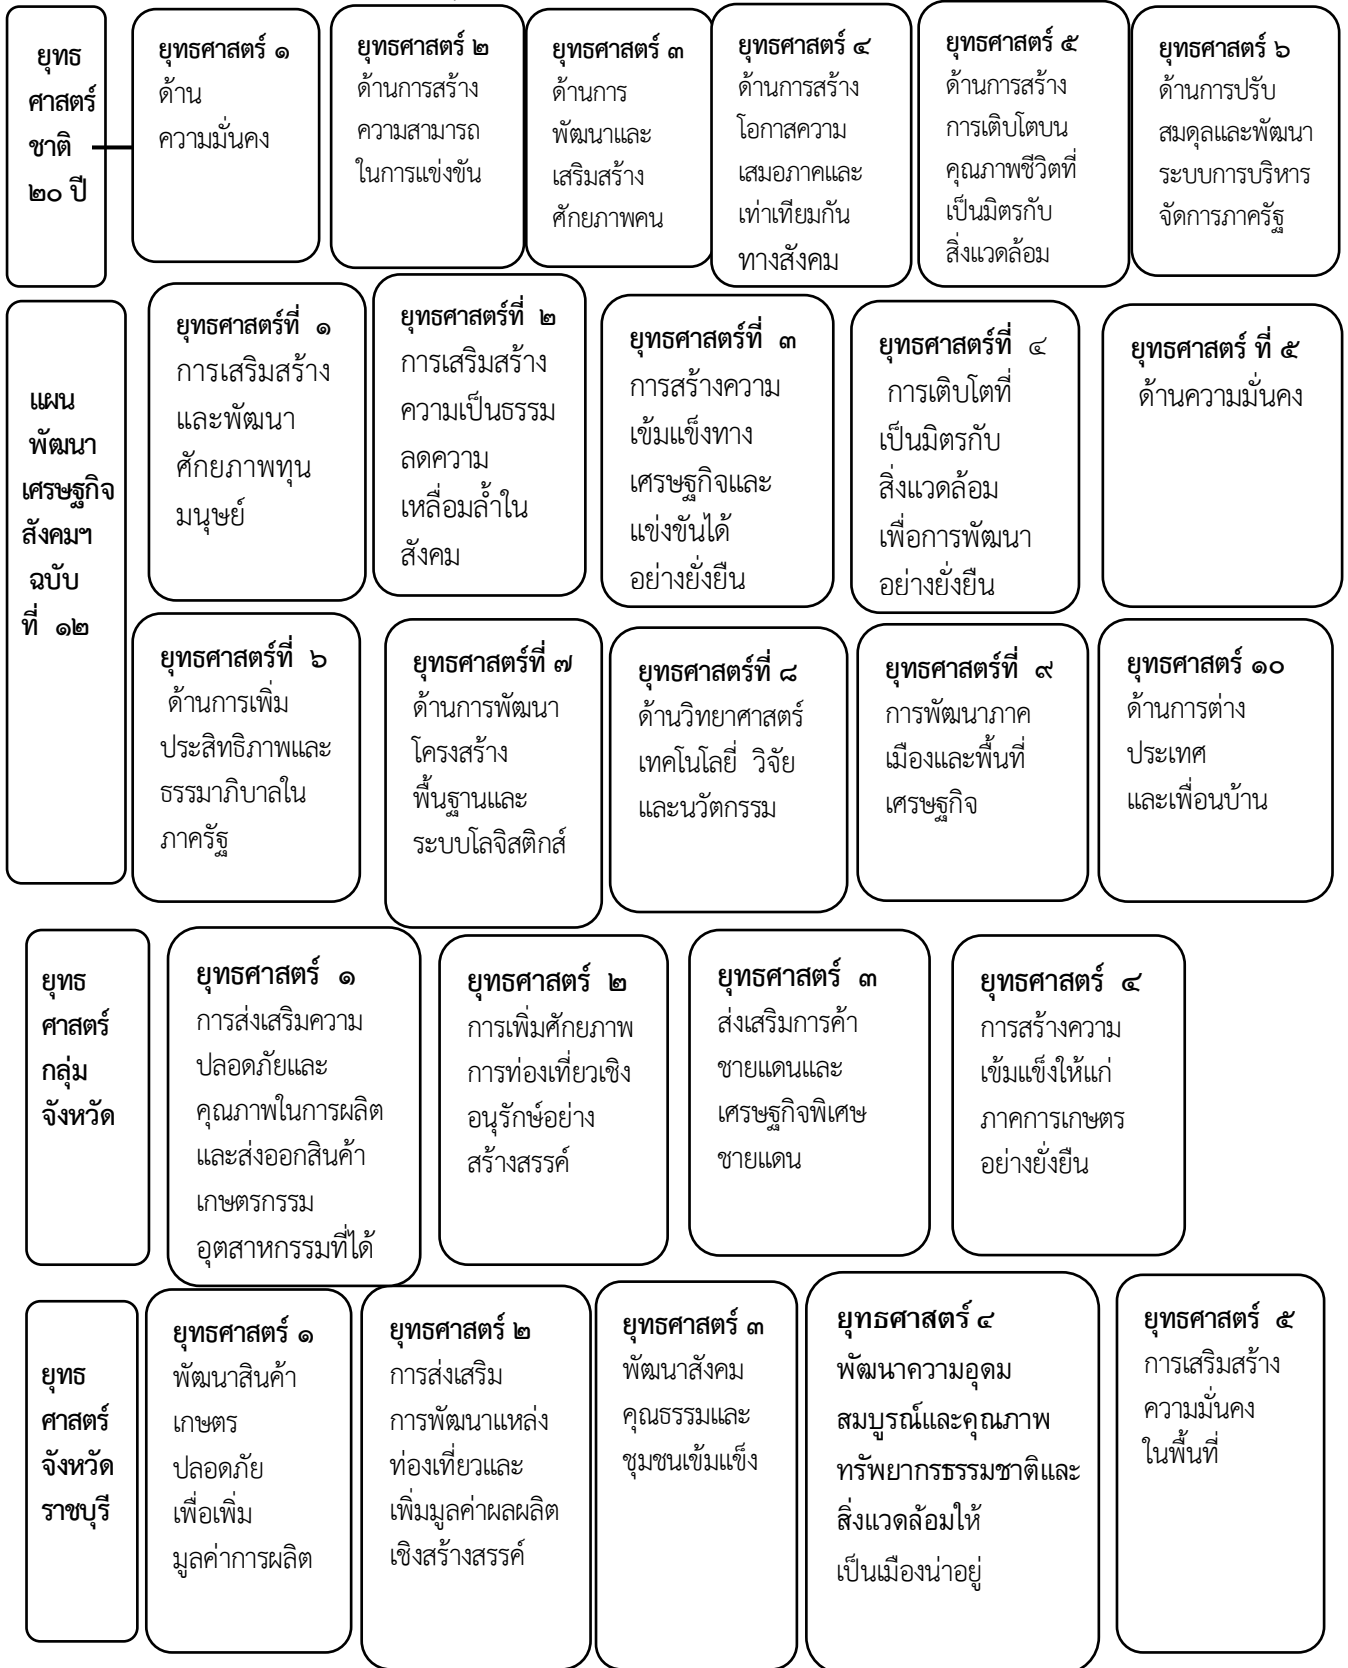 ยุทธ
ศาสตร์
ชาติ
๒๐ ปี
ยุทธศาสตร์ ๑
ด้าน
ความมั่นคง
ยุทธศาสตร์ ๒
ด้านการสร้าง
ความสามารถ
ในการแข่งขัน
ยุทธศาสตร์ ๓
ด้านการ
พัฒนาและ
เสริมสร้าง
ศักยภาพคน
ยุทธศาสตร์ ๔
ด้านการสร้าง
โอกาสความ
เสมอภาคและ
เท่าเทียมกัน
ทางสังคม
ยุทธศาสตร์ ๕
ด้านการสร้าง
การเติบโตบน
คุณภาพชีวิตที่
เป็นมิตรกับ
สิ่งแวดล้อม
ยุทธศาสตร์ ๖
ด้านการปรับ
สมดุลและพัฒนา
ระบบการบริหาร
จัดการภาครัฐ
แผน
พัฒนา
เศรษฐกิจ
สังคมฯ
ฉบับ
ที่ ๑๒
ยุทธศาสตร์ที่ ๑
การเสริมสร้าง
และพัฒนา
ศักยภาพทุน
มนุษย์
ยุทธศาสตร์ที่ ๒
การเสริมสร้าง
ความเป็นธรรม
ลดความ
เหลื่อมล้ำใน
สังคม
ยุทธศาสตร์ที่ ๓
การสร้างความ
เข้มแข็งทาง
เศรษฐกิจและ
แข่งขันได้
อย่างยั่งยืน
ยุทธศาสตร์ที่ ๔
การเติบโตที่
เป็นมิตรกับ
สิ่งแวดล้อม
เพื่อการพัฒนา
อย่างยั่งยืน
ยุทธศาสตร์ ที่ ๕
ด้านความมั่นคง
ยุทธศาสตร์ที่ ๖
ด้านการเพิ่ม
ประสิทธิภาพและ
ธรรมาภิบาลใน
ภาครัฐ
ยุทธศาสตร์ที่ ๗
ด้านการพัฒนา
โครงสร้าง
พื้นฐานและ
ระบบโลจิสติกส์
ยุทธศาสตร์ที่ ๘
ด้านวิทยาศาสตร์
เทคโนโลยี่ วิจัย
และนวัตกรรม
ยุทธศาสตร์ที่ ๙
การพัฒนาภาค
เมืองและพื้นที่
เศรษฐกิจ
ยุทธศาสตร์ ๑๐
ด้านการต่าง
ประเทศ
และเพื่อนบ้าน
ยุทธ
ศาสตร์
กลุ่ม
จังหวัด
ยุทธศาสตร์ ๑
การส่งเสริมความ
ปลอดภัยและ
คุณภาพในการผลิต
และส่งออกสินค้า
เกษตรกรรม
อุตสาหกรรมที่ได้
ยุทธศาสตร์ ๒
การเพิ่มศักยภาพ
การท่องเที่ยวเชิง
อนุรักษ์อย่าง
สร้างสรรค์
ยุทธศาสตร์ ๓
ส่งเสริมการค้า
ชายแดนและ
เศรษฐกิจพิเศษ
ชายแดน
ยุทธศาสตร์ ๔
การสร้างความ
เข้มแข็งให้แก่
ภาคการเกษตร
อย่างยั่งยืน
ยุทธ
ศาสตร์
จังหวัด
ราชบุรี
ยุทธศาสตร์ ๑
พัฒนาสินค้า
เกษตร
ปลอดภัย
เพื่อเพิ่ม
มูลค่าการผลิต
ยุทธศาสตร์ ๒
การส่งเสริม
การพัฒนาแหล่ง
ท่องเที่ยวและ
เพิ่มมูลค่าผลผลิต
เชิงสร้างสรรค์
ยุทธศาสตร์ ๓
พัฒนาสังคม
คุณธรรมและ
ชุมชนเข้มแข็ง
ยุทธศาสตร์ ๔
พัฒนาความอุดม
สมบูรณ์และคุณภาพ
ทรัพยากรธรรมชาติและ
สิ่งแวดล้อมให้
เป็นเมืองน่าอยู่
ยุทธศาสตร์ ๕
การเสริมสร้าง
ความมั่นคง
ในพื้นที่